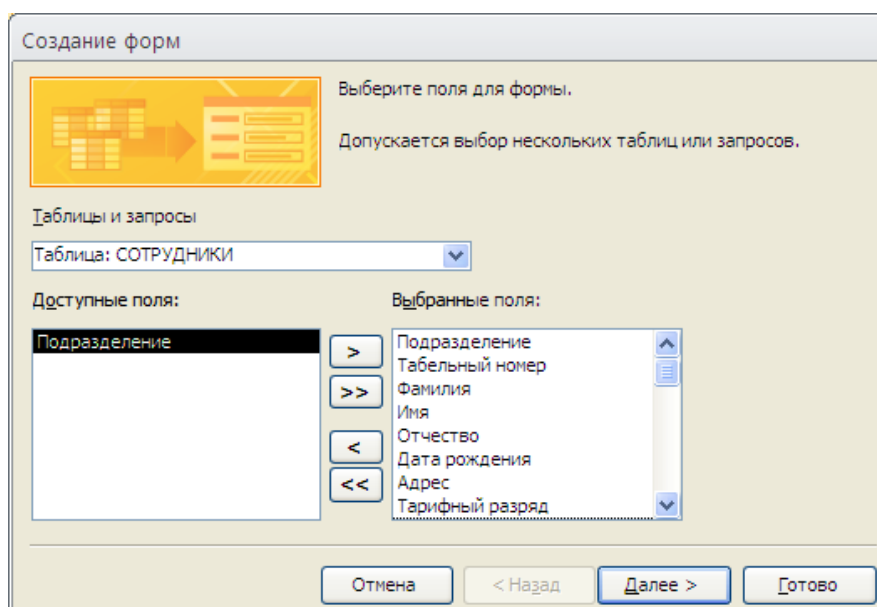 Создание форм
Выберите поля для формы.
Допускается выбор нескольких таблиц или запросов.
Таблицы и запросы
Таблица: СОТРУДНИКИ
Доступные поля:
Выбранные поля:
Подразделение
>
>>
<
<<
Подразделение
Табельный номер
Фамилия
Имя
Отчество
Дата рождения
Адрес
Тарифный разряд
Отмена
< Назад
Далее >
Готово